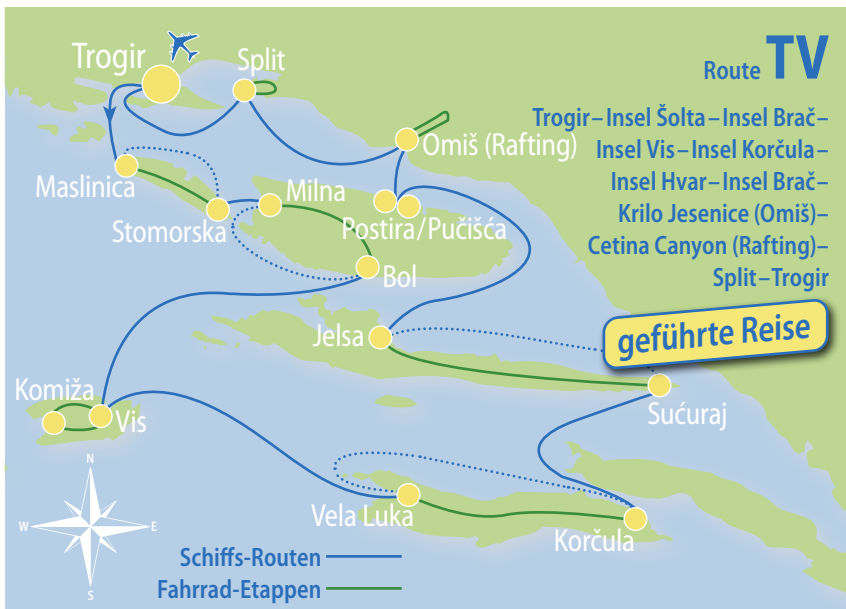 Route TV
Trogir–Insel Šolta–Insel Brač–
Insel Vis–Insel Korčula–
Insel Hvar–Insel Brač–
Krilo Jesenice (Omiš)–
Cetina Canyon (Rafting)–
Split–Trogir
geführte Reise
Trogir
Split
Omiš (Rafting)
Maslinica
Milna
Stomorska
Postira/Pučišća
Bol
Jelsa
Komiža
Vis
Sućuraj
Vela Luka
Korčula
N
W
E
S
Schiffs-Routen
Fahrrad-Etappen